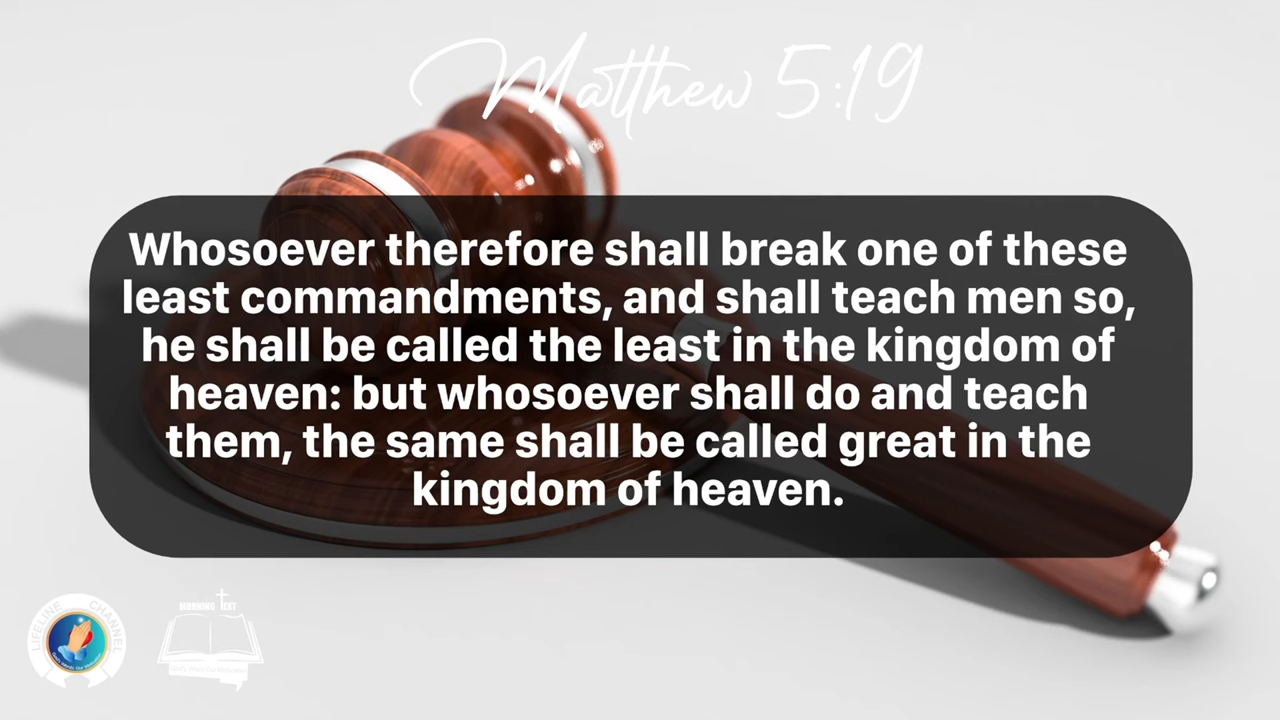 Matthew 5:19
Whosoever therefore shall break one of these
least commandments, and shall teach men so,
he shall be called the least in the kingdom of
heaven: but whosoever shall do and teach
them, the same shall be called great in the
kingdom of heaven.
LIFELINE CHANNEL
MORNING TEXT